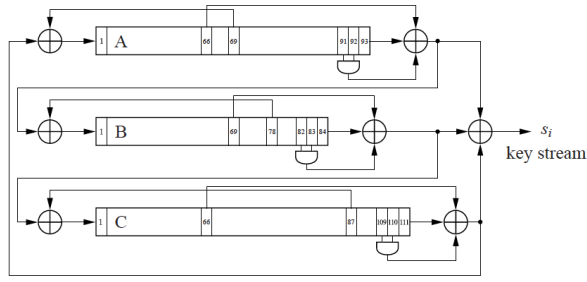 1 A 66 69 91 92 93
1 B 69 78 82 83 84
s_i
key stream
1 C 66 87 109 110 111